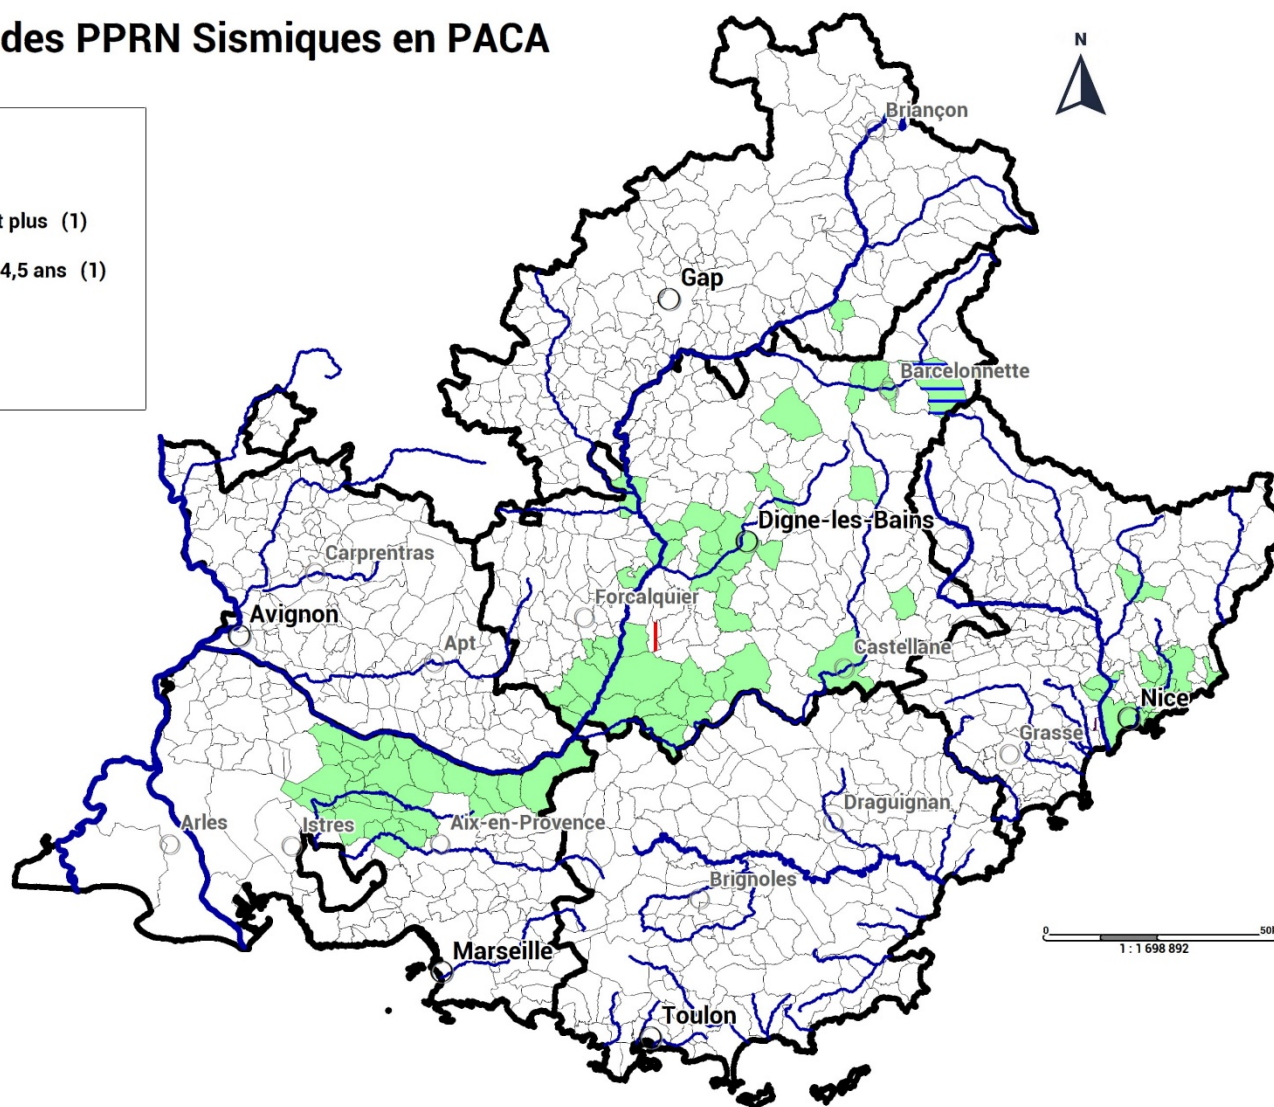 des PPRN Sismiques en PACA
N
Briançon
plus (1)
4,5 ans (1)
Gap
Barcelonnette
Digne-les-Bains
Carprentras
Forcalquier
Avignon
Apt
Castellane
Nice
Grasse
Draguignan
Arles
Istres
Aix-en-Provence
Brignoles
0
1 : 1 698 892
Marseille
Toulon